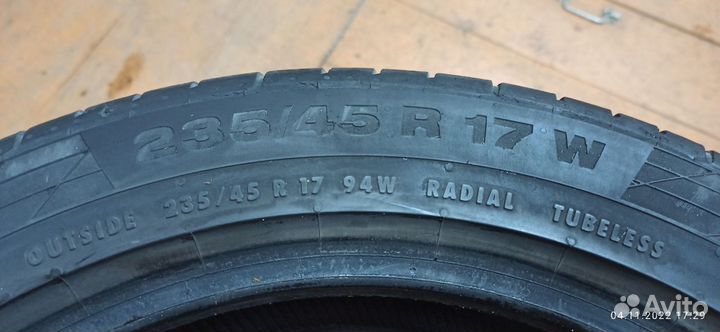 235/45 R 17 W
OUTSIDE 235/45 R 17 94W RADIAL TUBELESS
Avito
04.11.2022 17:29